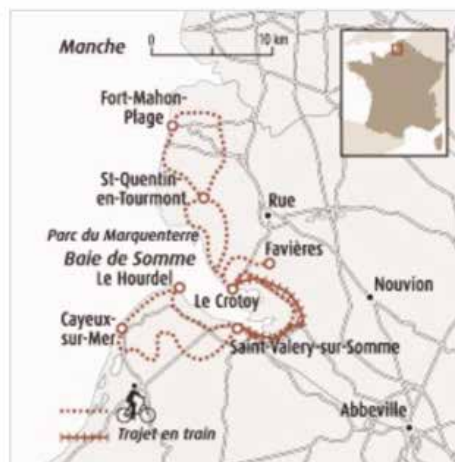 Manche
0
10 km
Fort-Mahon-
Plage
St-Quentin-
en-Tourmont
Rue
Parc du Marquenterre
Favières
Baie de Somme
Le Hourdel
Le Crotoy
Nouvion
Cayeux-
sur-Mer
Saint-Valery-sur-Somme
Abbeville
Trajet en train